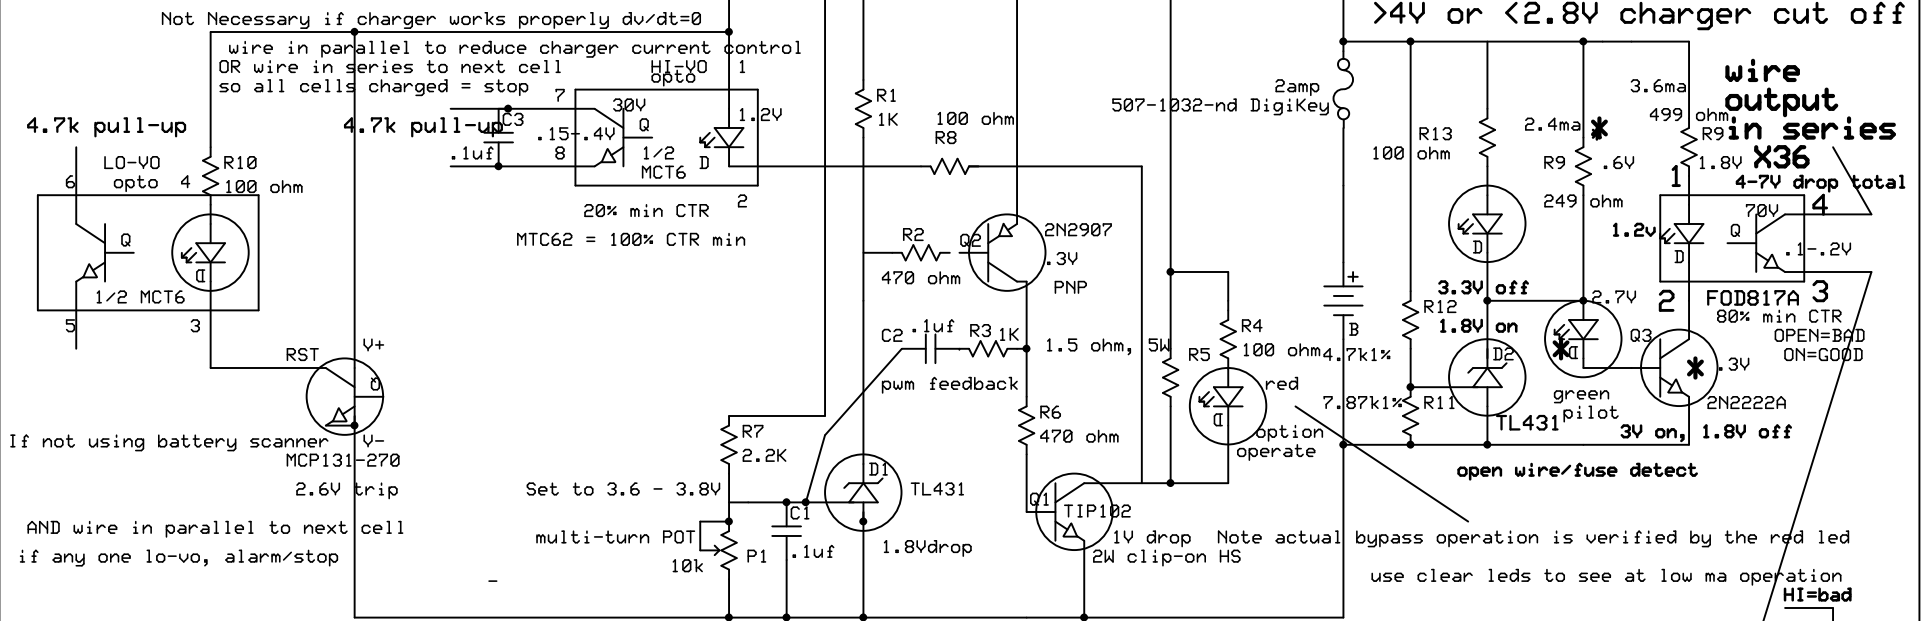 Not Necessary if charger works properly dv/dt=0
>4V or <2.8V charger cut off
wire in parallel to reduce charger current control
OR wire in series to next cell
so all cells charged = stop
HI-VO
opto
1
7
30V
1.2V
4.7k pull-up
4.7k pull-up
C3
.15-.4V
Q
8
1/2
MCT6
D
.1uf
2
20% min CTR
MTC62 = 100% CTR min
LO-VO
opto
6
4
R10
100 ohm
Q
D
1/2 MCT6
5
3
RST
V+
Q
V-
If not using battery scanner
MCP131-270
2.6V trip
AND wire in parallel to next cell
if any one lo-vo, alarm/stop
R1
1K
100 ohm
R8
R2
470 ohm
Q2
2N2907
.3V
PNP
C2
.1uf
R3
1K
pwm feedback
R6
470 ohm
R7
2.2K
Set to 3.6 - 3.8V
multi-turn POT
10k
P1
C1
.1uf
D1
TL431
1.8Vdrop
Q1
TIP102
1V drop
2W clip-on HS
1.5 ohm, 5W
R5
R4
100 ohm
D
red
option
operate
2amp
507-1032-nd DigiKey
+
B
4.7k1%
7.87k1%
R13
100 ohm
R12
R11
D
3.3V off
1.8V on
D2
TL431
2.4ma *
R9
.6V
249 ohm
2.7V
* D
green
pilot
3.6ma
499 ohm
R9
1.8V
wire
output
in series
X36
4-7V drop total
1
4
70V
1.2v
Q
D
.1-.2V
2
3
FOD817A
80% min CTR
OPEN=BAD
ON=GOOD
Q3
*
.3V
2N2222A
3V on, 1.8V off
open wire/fuse detect
Note actual bypass operation is verified by the red led
use clear leds to see at low ma operation
HI=bad